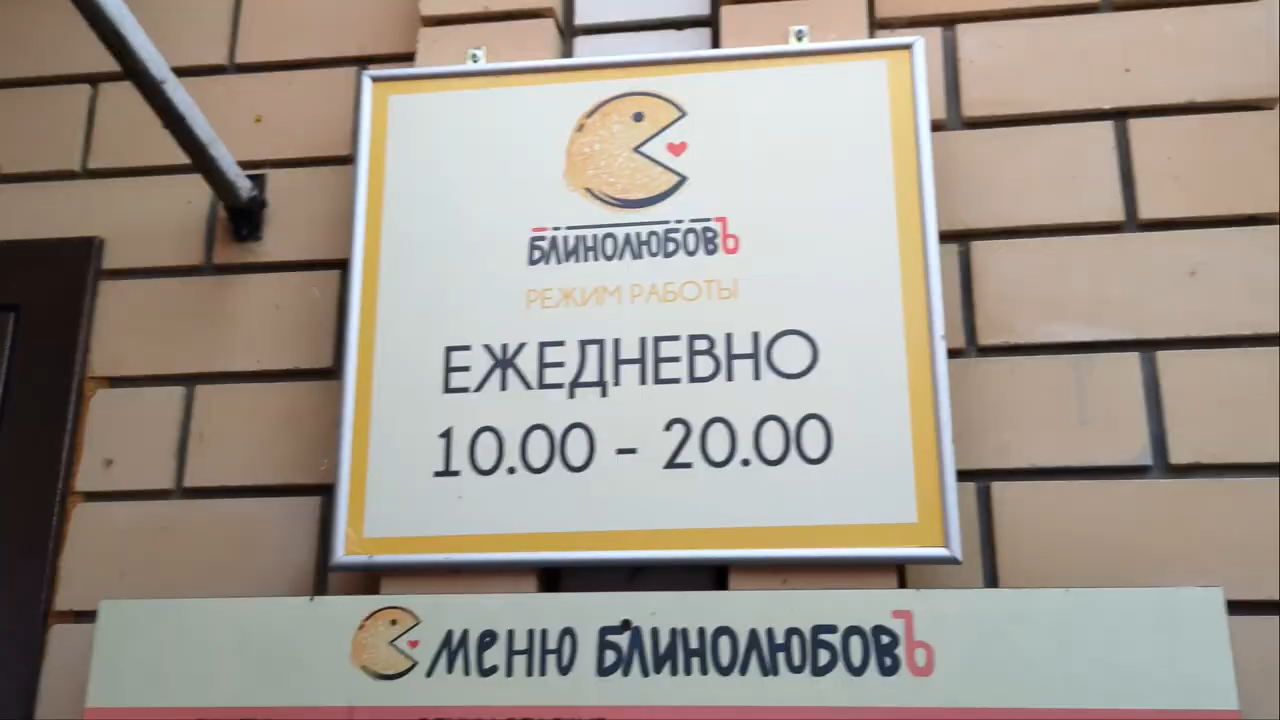 БЛИНОЛЮБОВЪ
РЕЖИМ РАБОТЫ
ЕЖЕДНЕВНО
10.00 - 20.00
МЕНЮ БЛИНОЛЮБОВЪ